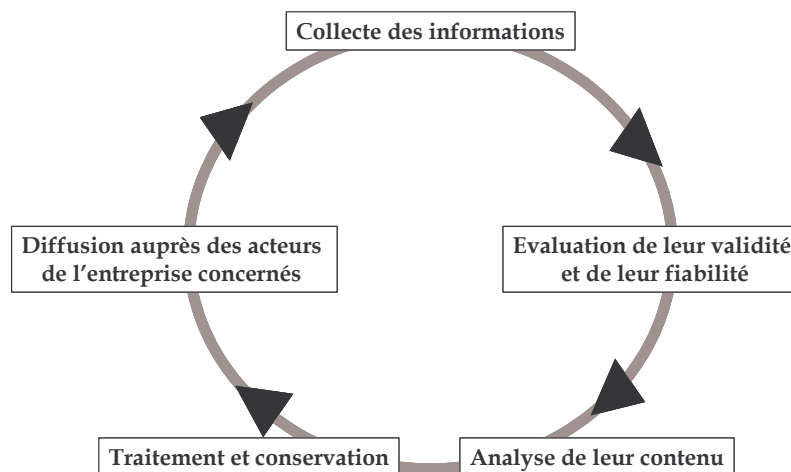 Collecte des informations
Evaluation de leur validité
et de leur fiabilité
Analyse de leur contenu
Traitement et conservation
Diffusion auprès des acteurs
de l'entreprise concernés